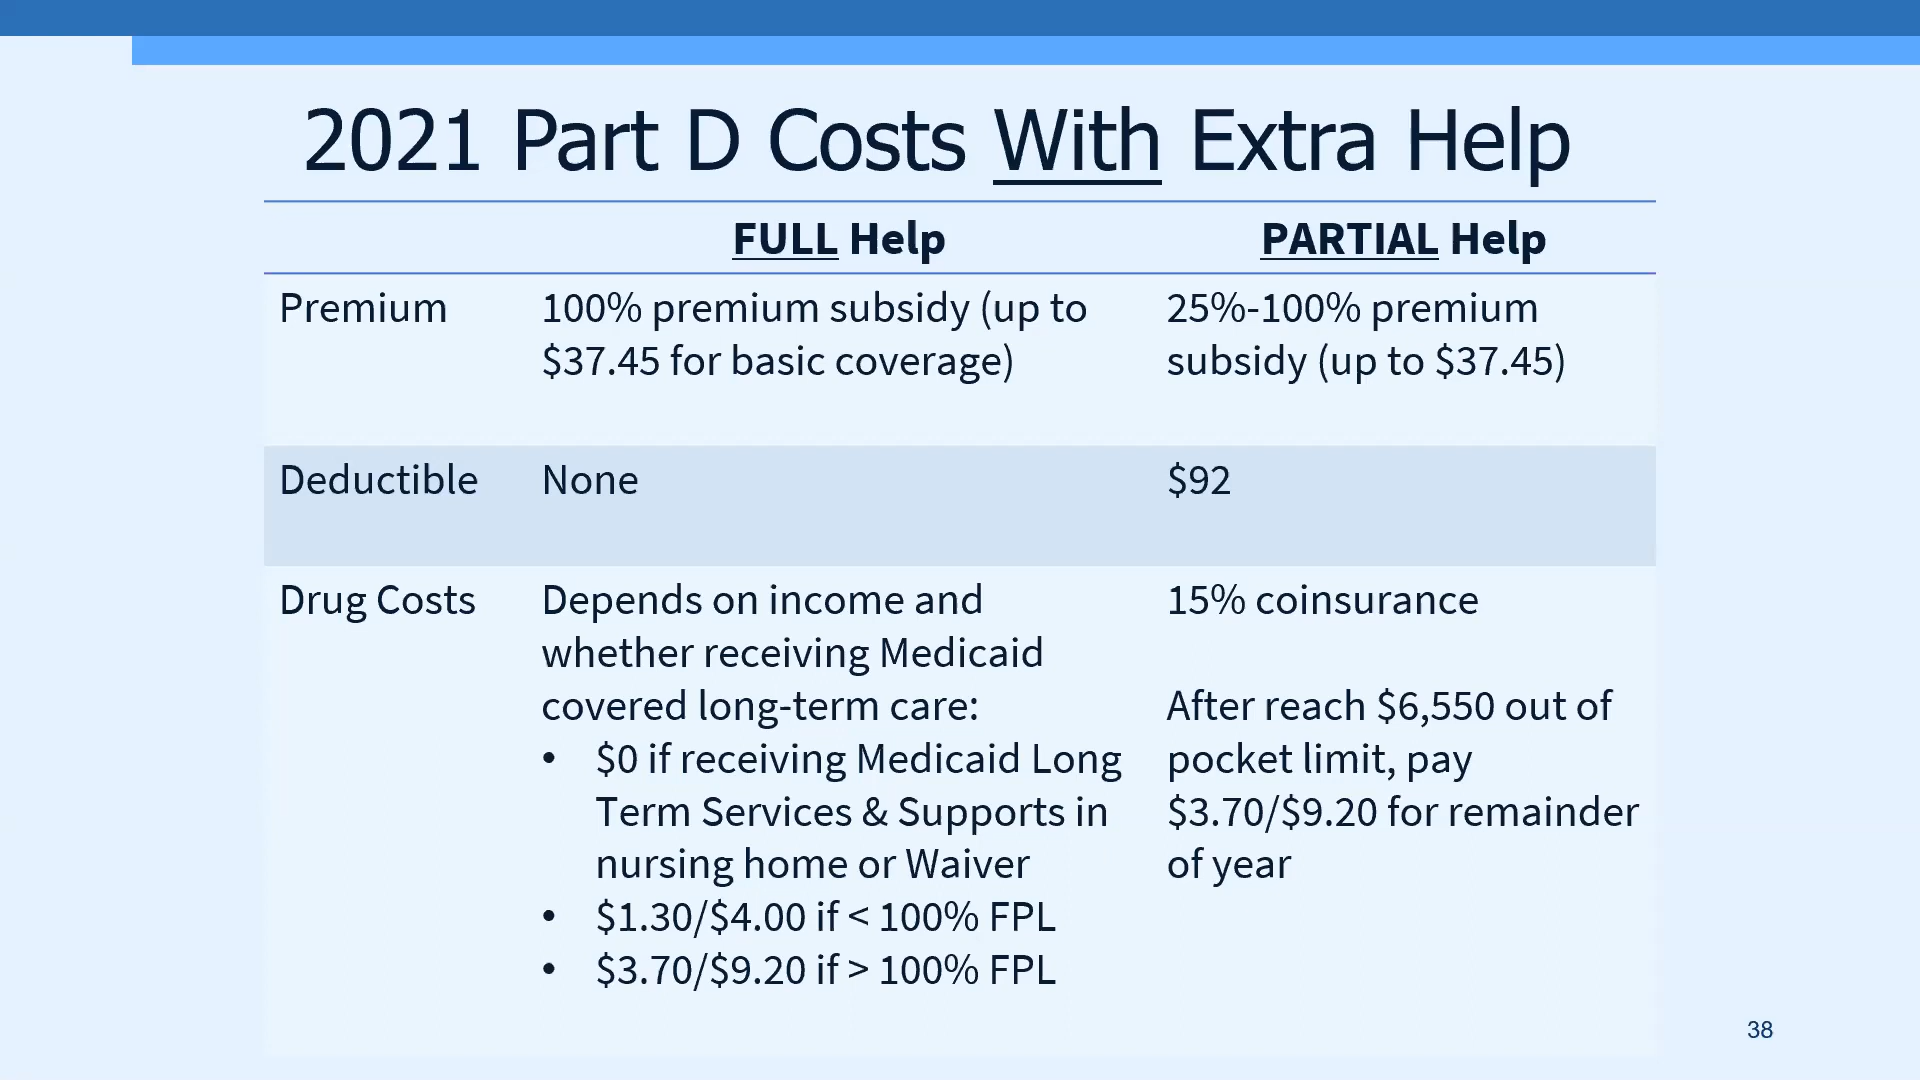 2021 Part D Costs With Extra Help
FULL Help
PARTIAL Help
Premium
100% premium subsidy (up to
$37.45 for basic coverage)
25%-100% premium
subsidy (up to $37.45)
Deductible
None
$92
Drug Costs
Depends on income and
whether receiving Medicaid
covered long-term care:
• $0 if receiving Medicaid Long
Term Services & Supports in
nursing home or Waiver
• $1.30/$4.00 if < 100% FPL
• $3.70/$9.20 if > 100% FPL
15% coinsurance
After reach $6,550 out of
pocket limit, pay
$3.70/$9.20 for remainder
of year
38